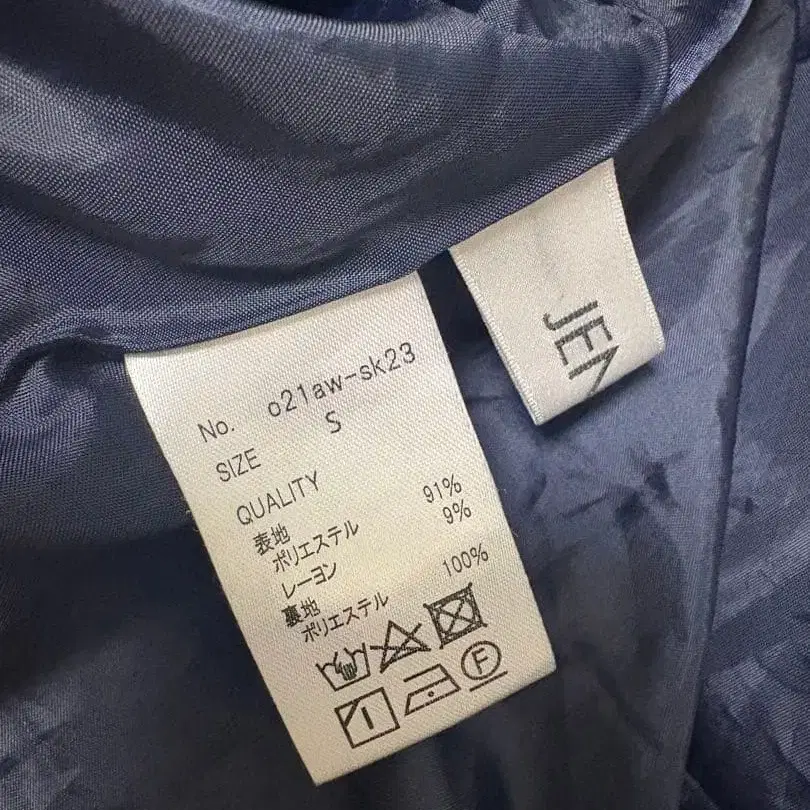 No. o21aw-sk23
SIZE S
QUALITY
表地
ポリエステル 91%
レーヨン 9%
裏地
ポリエステル 100%
F
JEN